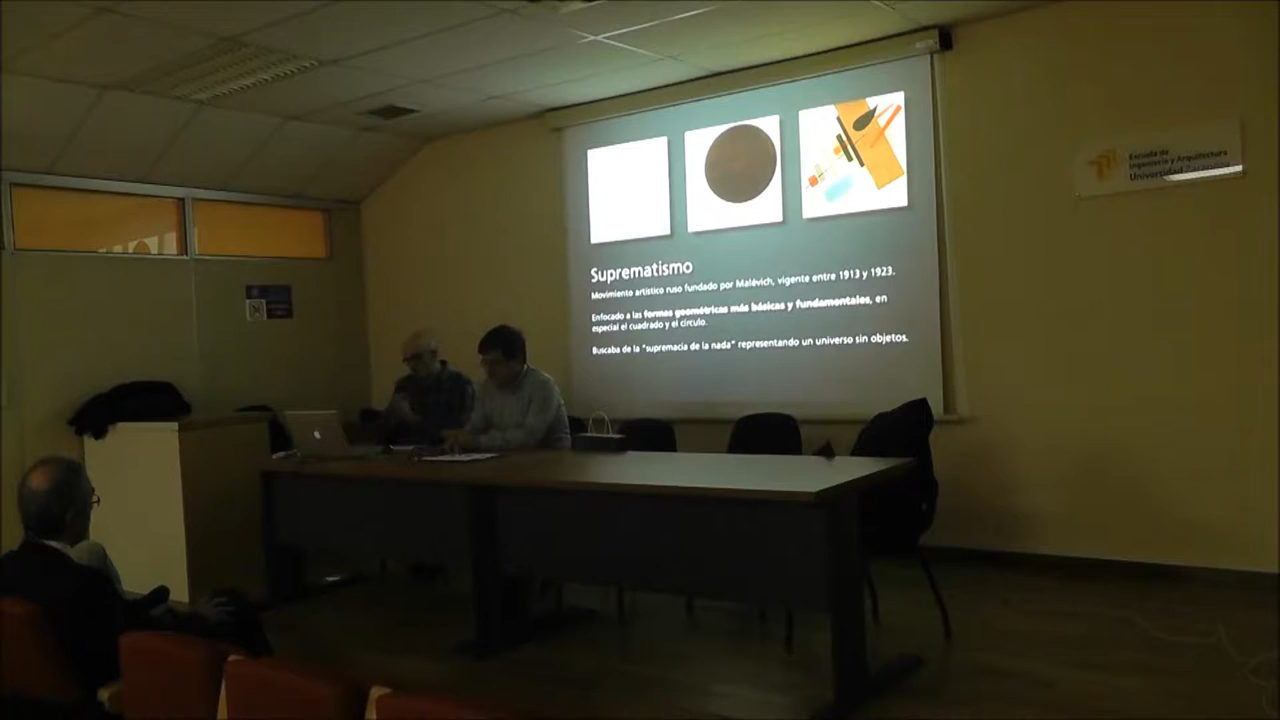 Suprematismo
Movimiento artístico ruso fundado por Malévich, vigente entre 1913 y 1923.
Enfocado a las formas geométricas más básicas y fundamentales, en
especial el cuadrado y el círculo.
Buscaba de la "supremacia de la nada" representando un universo sin objetos.
Escuela de
Ingeniería y Arquitectura
Universidad Zaragoza